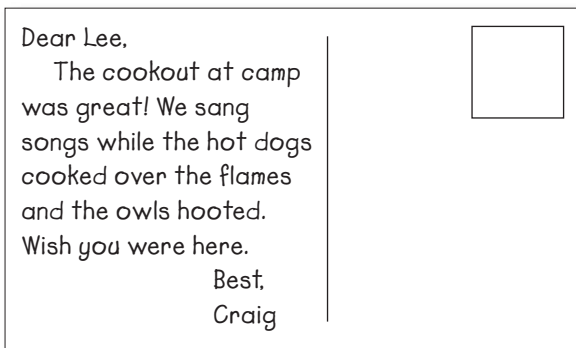 Dear Lee,
The cookout at camp
was great! We sang
songs while the hot dogs
cooked over the flames
and the owls hooted.
Wish you were here.
Best,
Craig